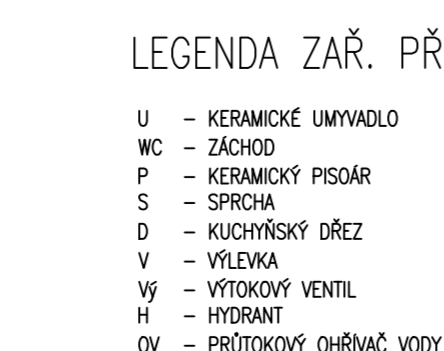 LEGENDA ZAŘ. PŘ
U – KERAMICKÉ UMYVADLO
WC – ZÁCHOD
P – KERAMICKÝ PISOÁR
S – SPRCHA
D – KUCHYŇSKÝ DŘEZ
V – VÝLEVKA
Vý – VÝTOKOVÝ VENTIL
H – HYDRANT
OV – PRŮTOKOVÝ OHŘÍVAČ VODY